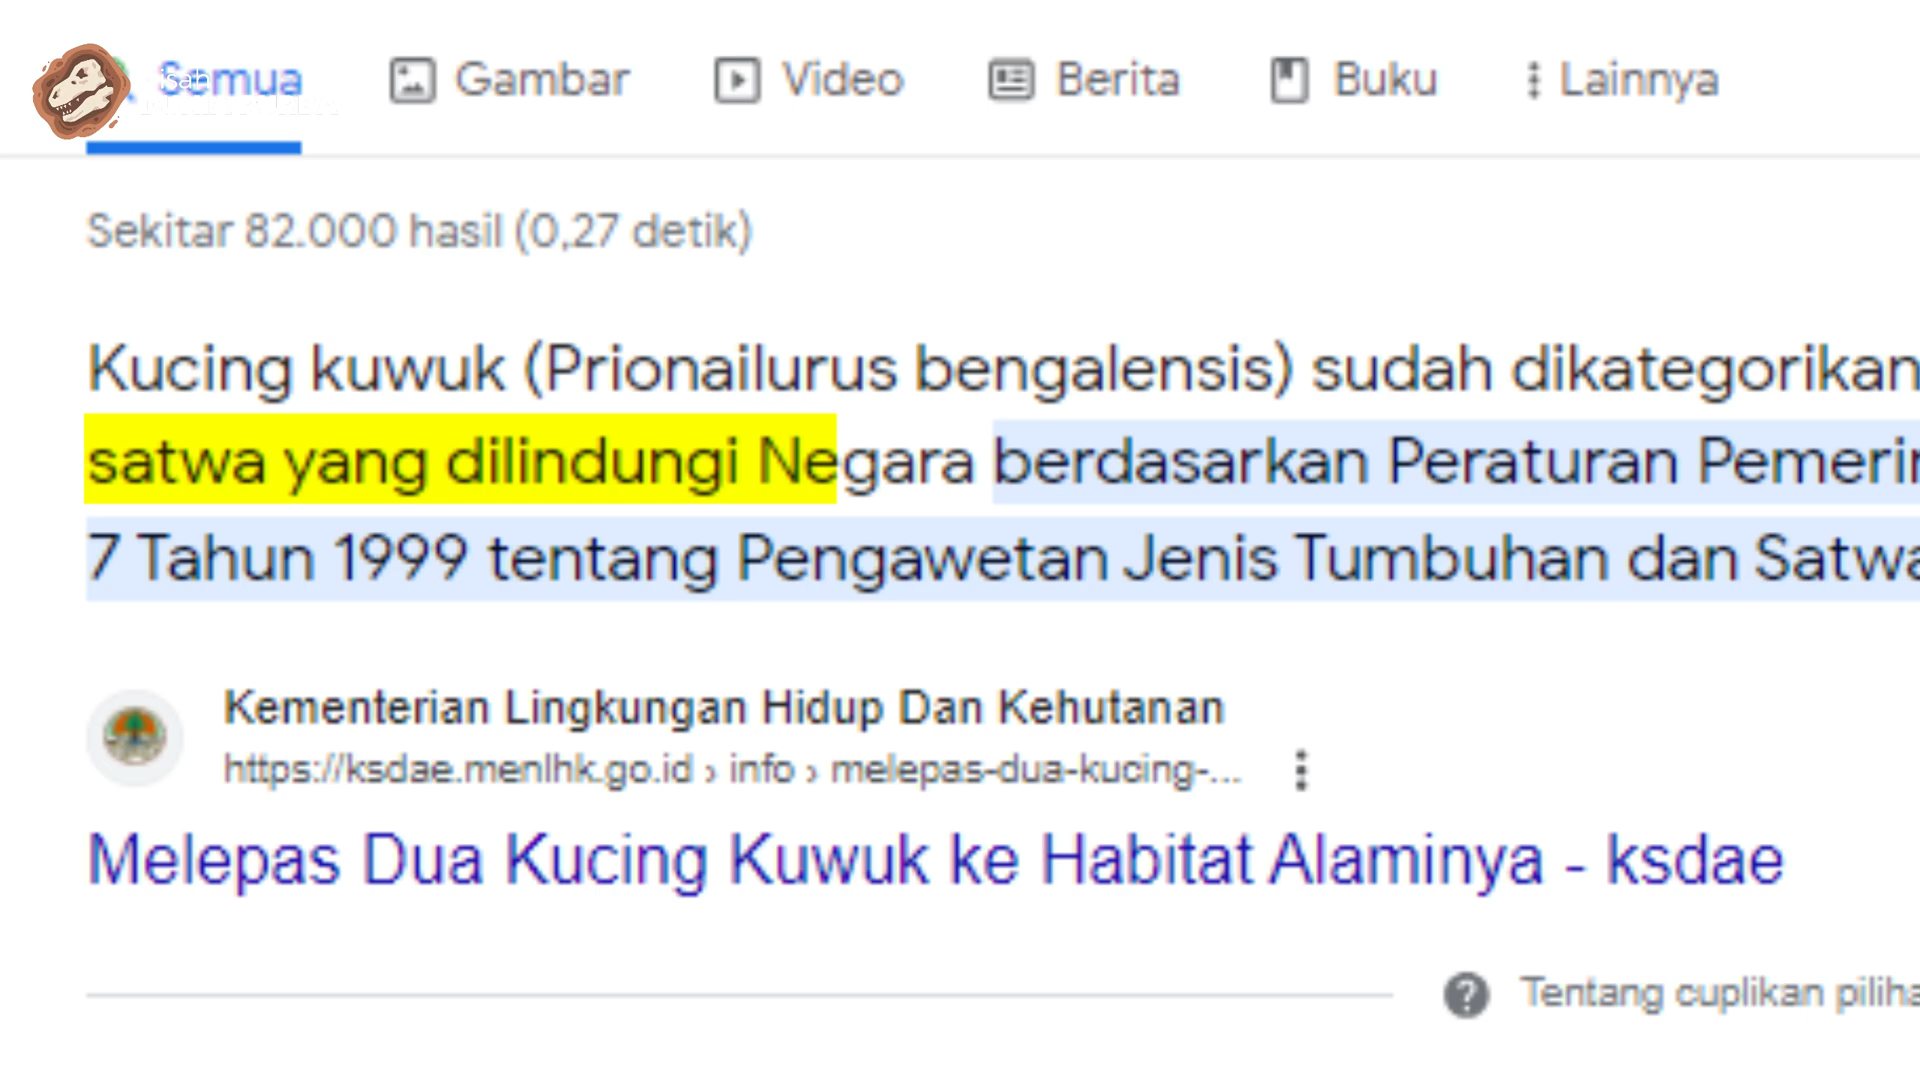 Semua Gambar Video Berita Buku Lainnya
Sekitar 82.000 hasil (0,27 detik)
Kucing kuwuk (Prionailurus bengalensis) sudah dikategorikan
satwa yang dilindungi Negara berdasarkan Peraturan
7 Tahun 1999 tentang Pengawetan Jenis Tumbuhan dan Satwa
Kementerian Lingkungan Hidup Dan Kehutanan
https://ksdae.menlhk.go.id › info › melepas-dua-kucing-...
Melepas Dua Kucing Kuwuk ke Habitat Alaminya - ksdae
Tentang cuplikan